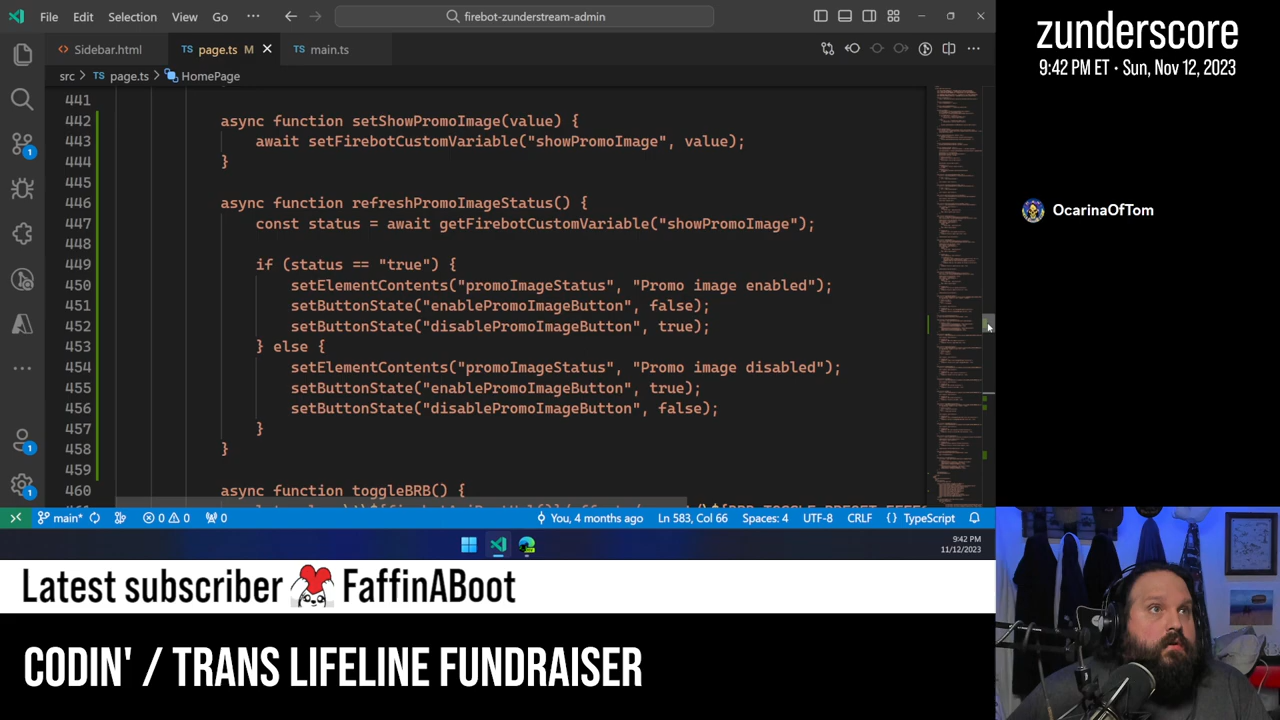 File Edit Selection View Go ··· firebot-zunderstream-admin
Sidebar.html TS page.ts M TS main.ts
src > TS page.ts > HomePage
441
442 async function setShowPromoImage(value) {
443 await setFirebotCustomVariable("showPromoImage", value);
444 }
445
446 async function refreshPromoImageStatus() {
447 const status = await getFirebotCustomVariable("showPromoImage");
448
449 if (status == "true") {
450 setElementContents("promoImageStatus", "Promo image enabled");
451 setButtonState("enablePromoImageButton", false);
452 setButtonState("disablePromoImageButton", true);
453 } else {
454 setElementContents("promoImageStatus", "Promo image disabled");
455 setButtonState("enablePromoImageButton", true);
456 setButtonState("disablePromoImageButton", false);
457 }
458 }
459
460 async function toggleBRB() {
main* 0 0 0 You, 4 months ago Ln 583, Col 66 Spaces: 4 UTF-8 CRLF { } TypeScript
9:42 PM
11/12/2023
zunderscore
9:42 PM ET • Sun, Nov 12, 2023
OcarinaOfTom
Latest subscriber FaffinABoot
CODIN' / TRANS LIFELINE FUNDRAISER